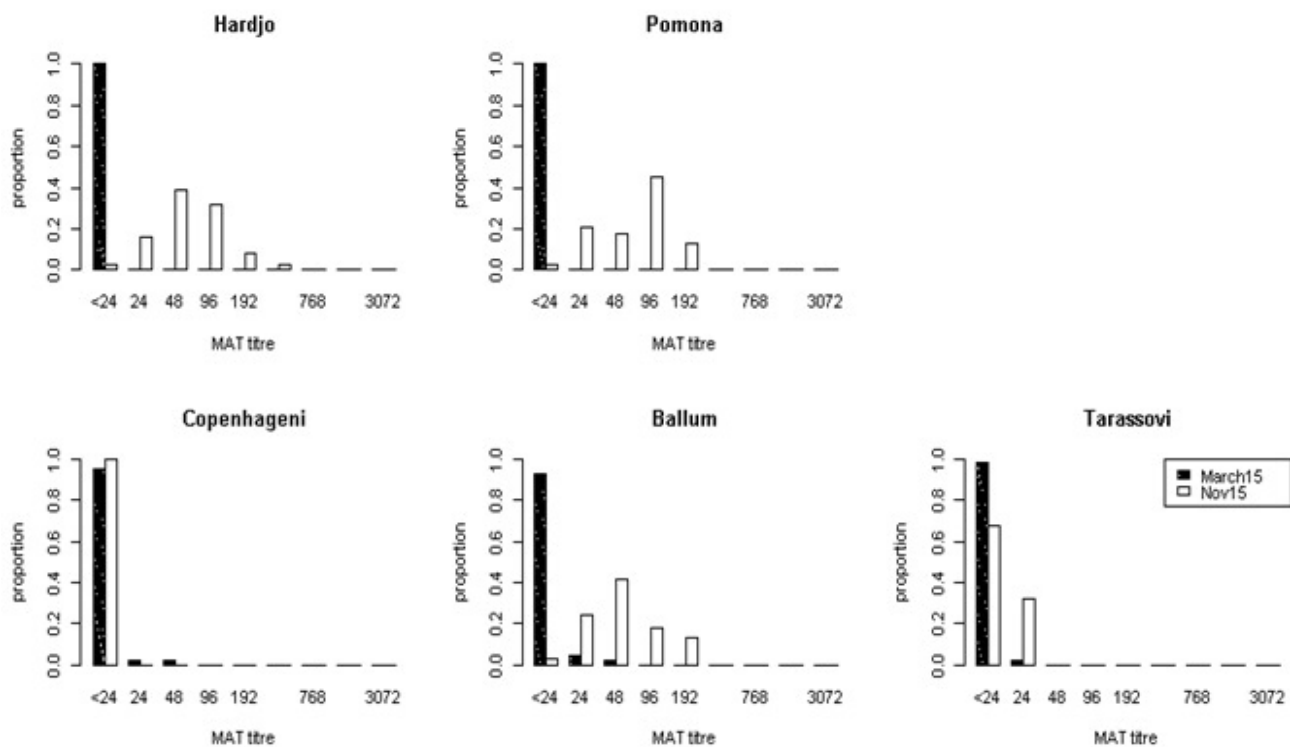 Hardjo
proportion
0.0 0.2 0.4 0.6 0.8 1.0
<24 24 48 96 192 768 3072
MAT titre
Pomona
proportion
0.0 0.2 0.4 0.6 0.8 1.0
<24 24 48 96 192 768 3072
MAT titre
Copenhageni
proportion
0.0 0.2 0.4 0.6 0.8 1.0
<24 24 48 96 192 768 3072
MAT titre
Ballum
proportion
0.0 0.2 0.4 0.6 0.8 1.0
<24 24 48 96 192 768 3072
MAT titre
Tarassovi
proportion
0.0 0.2 0.4 0.6 0.8 1.0
March15
Nov15
<24 24 48 96 192 768 3072
MAT titre